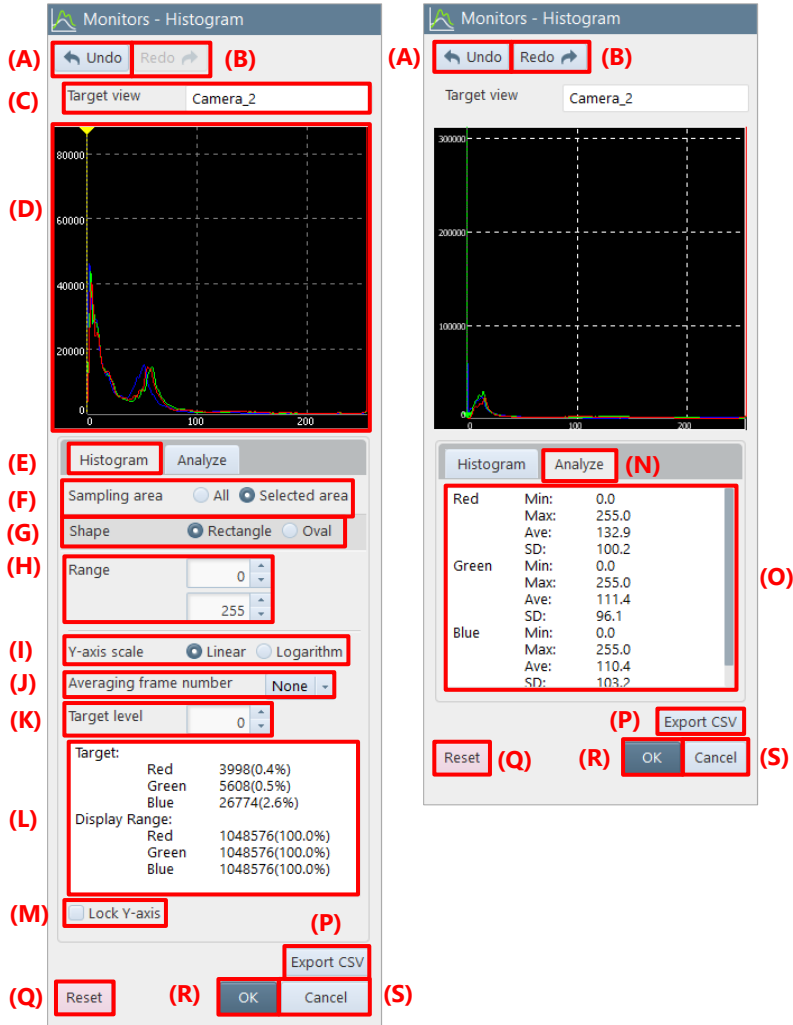 Monitors - Histogram
(A) Undo Redo (B)
(C) Target view Camera_2
(D)
80000
60000
40000
20000
0
0 100 200
(E) Histogram Analyze
(F) Sampling area All Selected area
(G) Shape Rectangle Oval
(H) Range 0
255
(I) Y-axis scale Linear Logarithm
(J) Averaging frame number None
(K) Target level 0
(L)
Target:
Red 3998(0.4%)
Green 5608(0.5%)
Blue 26774(2.6%)
Display Range:
Red 1048576(100.0%)
Green 1048576(100.0%)
Blue 1048576(100.0%)
(M) Lock Y-axis
(P)
Export CSV
(Q) Reset (R) OK Cancel (S)
Monitors - Histogram
(A) Undo Redo (B)
Target view Camera_2
300000
200000
100000
0
0 100 200
Histogram Analyze (N)
Red Min: 0.0
Max: 255.0
Ave: 132.9
SD: 100.2
Green Min: 0.0
Max: 255.0
Ave: 111.4
SD: 96.1
Blue Min: 0.0
Max: 255.0
Ave: 110.4
SD: 103.2
(O)
(P) Export CSV
Reset (Q) (R) OK Cancel (S)